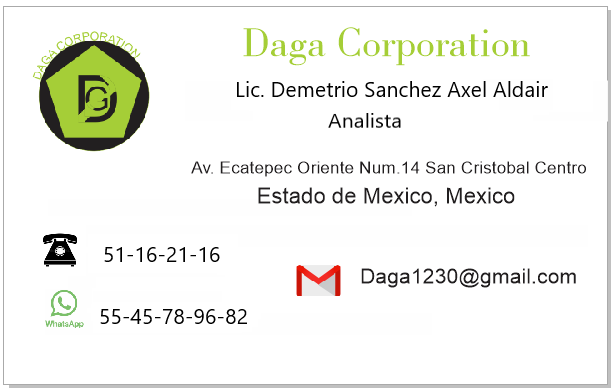 DAGA CORPORATION
DG
Daga Corporation
Lic. Demetrio Sanchez Axel Aldair
Analista
Av. Ecatepec Oriente Num.14 San Cristobal Centro
Estado de Mexico, Mexico
51-16-21-16
Daga1230@gmail.com
WhatsApp
55-45-78-96-82